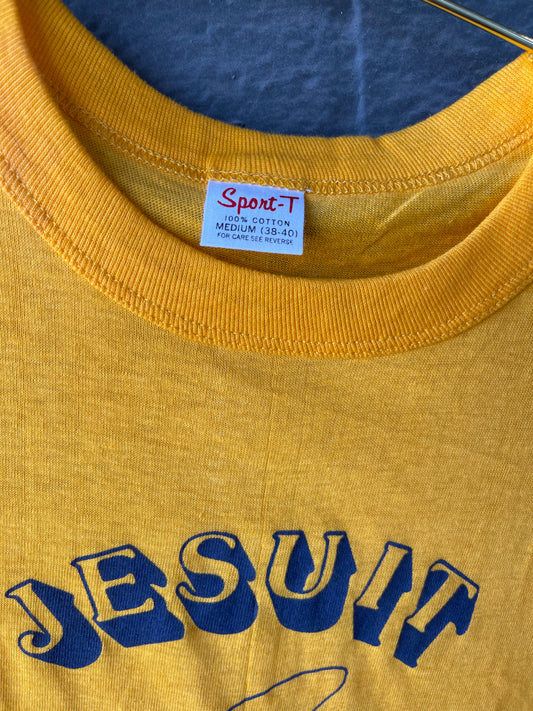 Sport-T
100% COTTON
MEDIUM (38-40)
FOR CARE SEE REVERSE
JESUIT